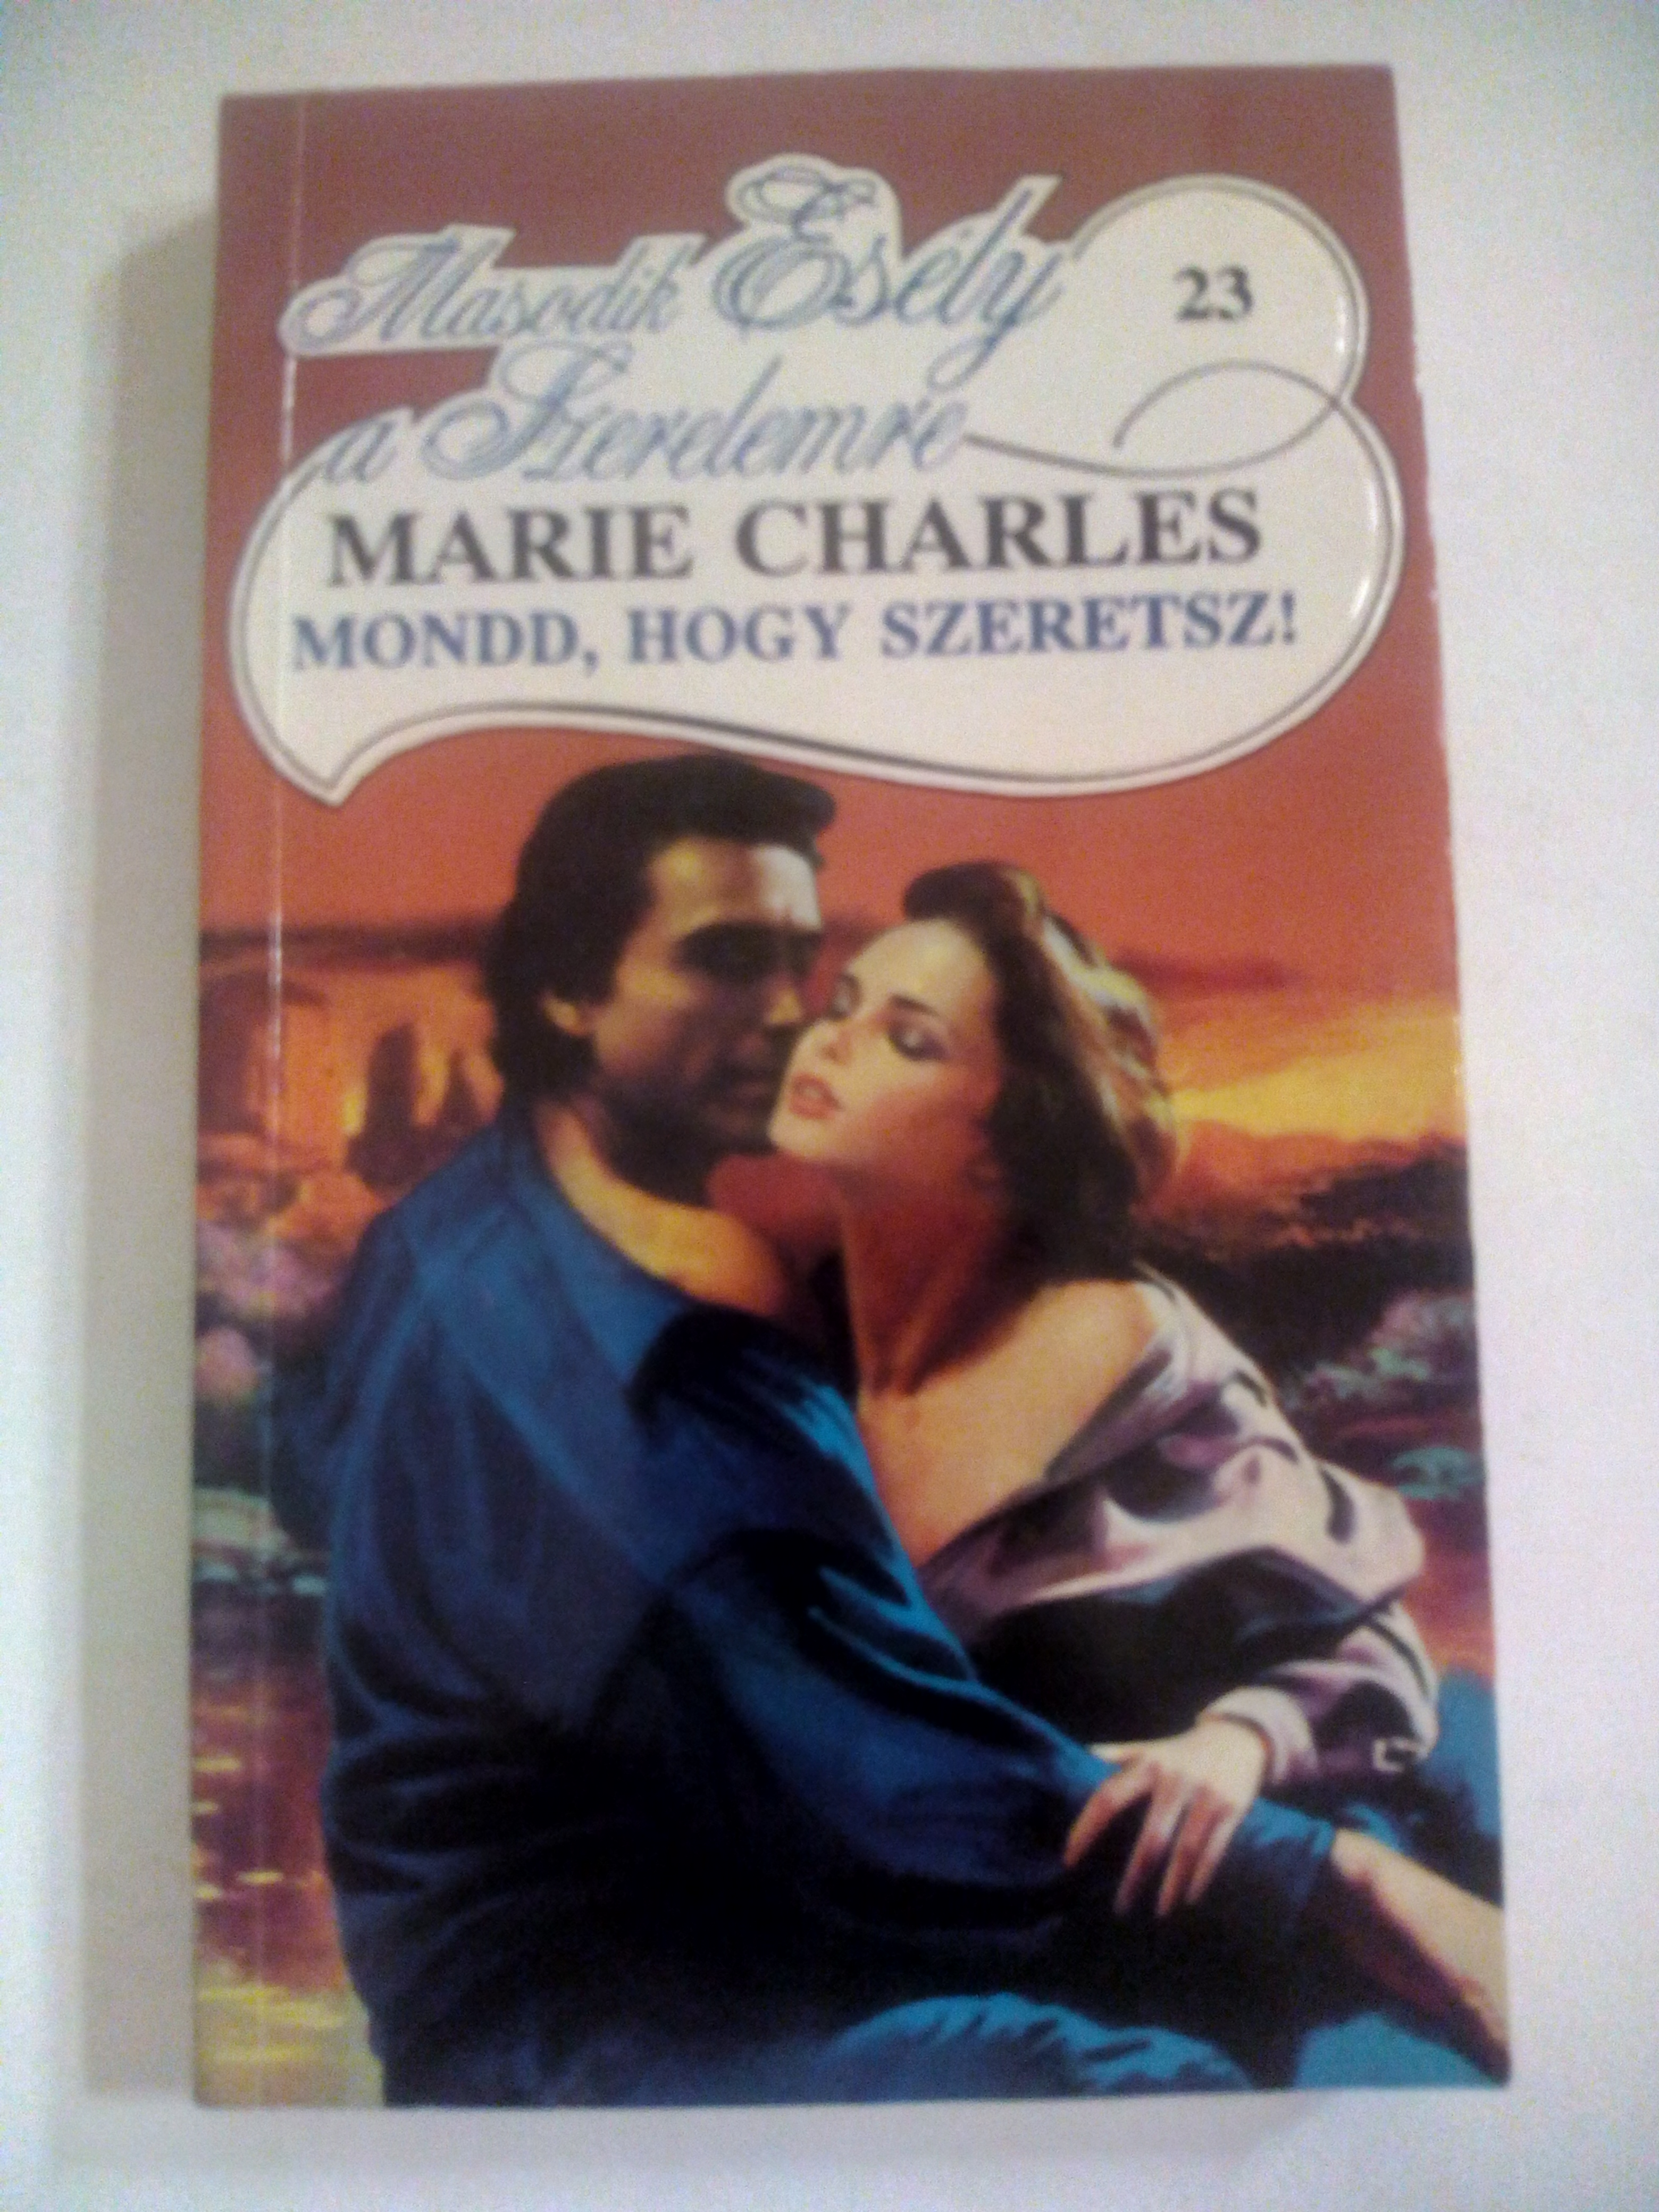 Második Esély
23
a Szerelemre
MARIE CHARLES
MONDD, HOGY SZERETSZ!